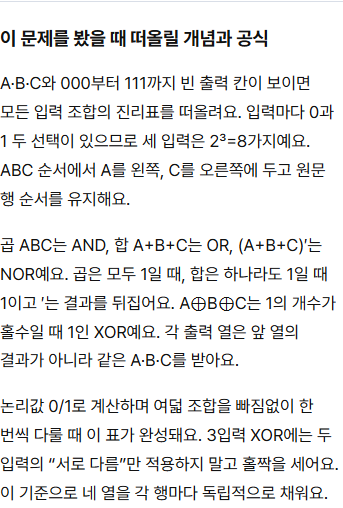 이 문제를 봤을 때 떠올릴 개념과 공식
A·B·C와 000부터 111까지 빈 출력 칸이 보이면
모든 입력 조합의 진리표를 떠올려요. 입력마다 0과
1 두 선택이 있으므로 세 입력은 2³=8가지예요.
ABC 순서에서 A를 왼쪽, C를 오른쪽에 두고 원문
행 순서를 유지해요.
곱 ABC는 AND, 합 A+B+C는 OR, (A+B+C)′는
NOR예요. 곱은 모두 1일 때, 합은 하나라도 1일 때
1이고 ′는 결과를 뒤집어요. A⊕B⊕C는 1의 개수가
홀수일 때 1인 XOR예요. 각 출력 열은 앞 열의
결과가 아니라 같은 A·B·C를 받아요.
논리값 0/1로 계산하며 여덟 조합을 빠짐없이 한
번씩 다룰 때 이 표가 완성돼요. 3입력 XOR에는 두
입력의 “서로 다름”만 적용하지 말고 홀짝을 세어요.
이 기준으로 네 열을 각 행마다 독립적으로 채워요.